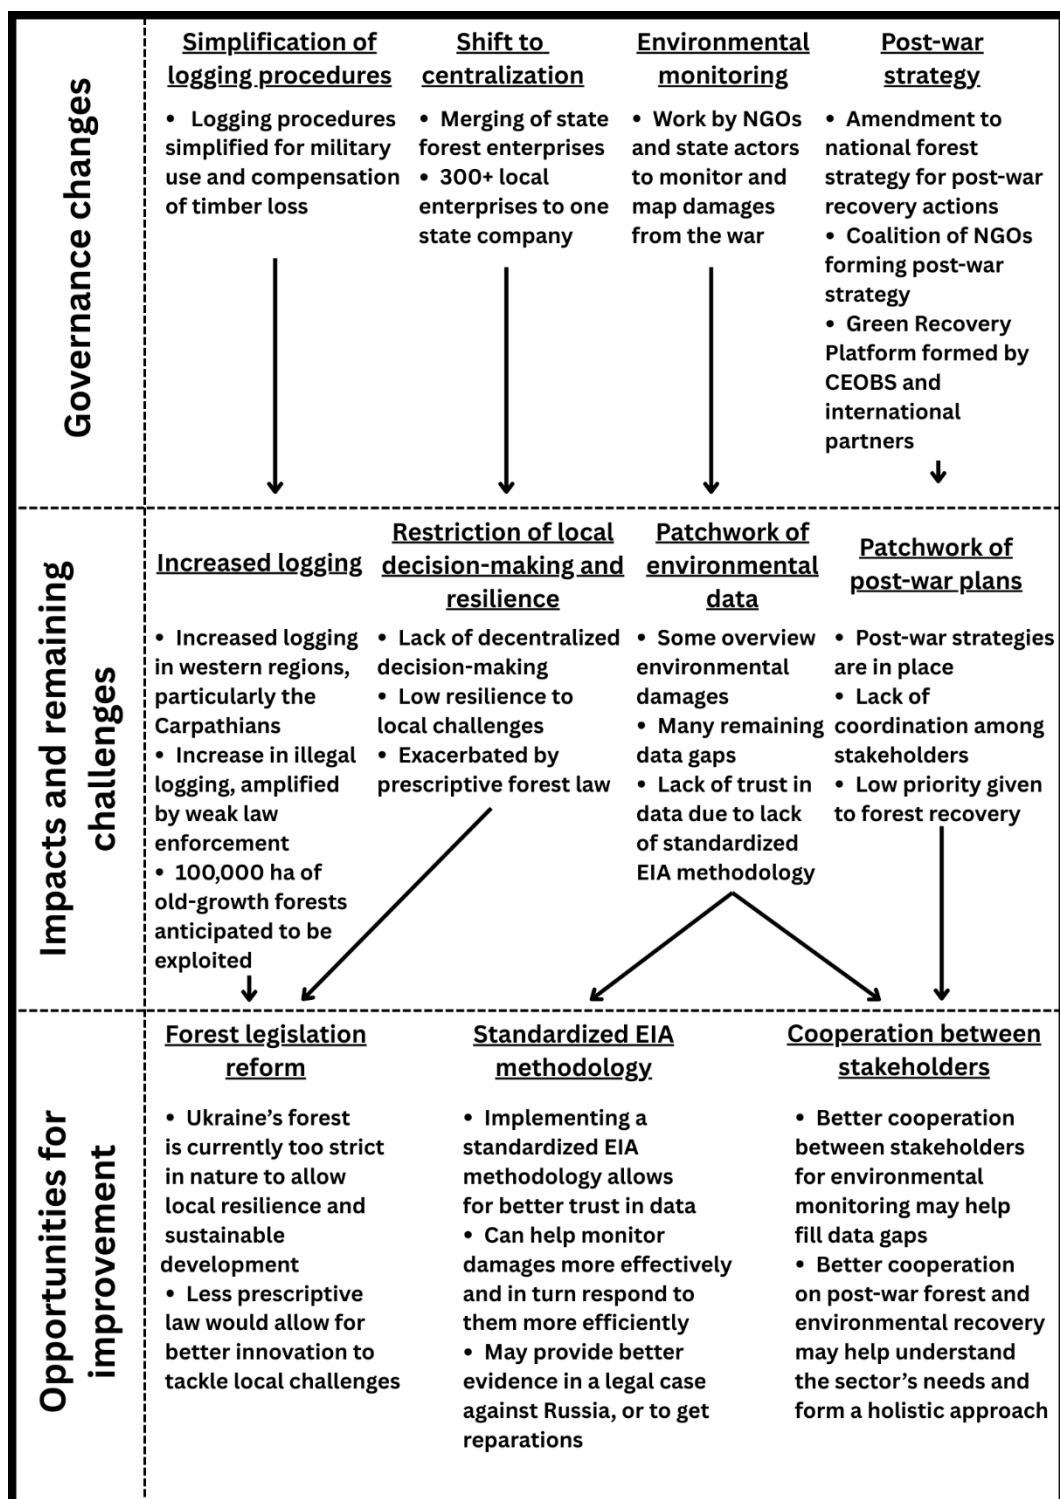 Governance changes
Simplification of
logging procedures
• Logging procedures
simplified for military
use and compensation
of timber loss
Shift to
centralization
• Merging of state
forest enterprises
• 300+ local
enterprises to one
state company
Environmental
monitoring
• Work by NGOs
and state actors
to monitor and
map damages
from the war
Post-war
strategy
• Amendment to
national forest
strategy for post-war
recovery actions
• Coalition of NGOs
forming post-war
strategy
• Green Recovery
Platform formed by
CEOBS and
international
partners
Impacts and remaining
challenges
Increased logging
• Increased logging
in western regions,
particularly the
Carpathians
• Increase in illegal
logging, amplified
by weak law
enforcement
• 100,000 ha of
old-growth forests
anticipated to be
exploited
Restriction of local
decision-making and
resilience
• Lack of decentralized
decision-making
• Low resilience to
local challenges
• Exacerbated by
prescriptive forest law
Patchwork of
environmental
data
• Some overview
environmental
damages
• Many remaining
data gaps
• Lack of trust in
data due to lack
of standardized
EIA methodology
Patchwork of
post-war plans
• Post-war strategies
are in place
• Lack of
coordination among
stakeholders
• Low priority given
to forest recovery
Opportunities for
improvement
Forest legislation
reform
• Ukraine's forest
is currently too strict
in nature to allow
local resilience and
sustainable
development
• Less prescriptive
law would allow for
better innovation to
tackle local challenges
Standardized EIA
methodology
• Implementing a
standardized EIA
methodology allows
for better trust in data
• Can help monitor
damages more effectively
and in turn respond to
them more efficiently
• May provide better
evidence in a legal case
against Russia, or to get
reparations
Cooperation between
stakeholders
• Better cooperation
between stakeholders
for environmental
monitoring may help
fill data gaps
• Better cooperation
on post-war forest and
environmental recovery
may help understand
the sector's needs and
form a holistic approach